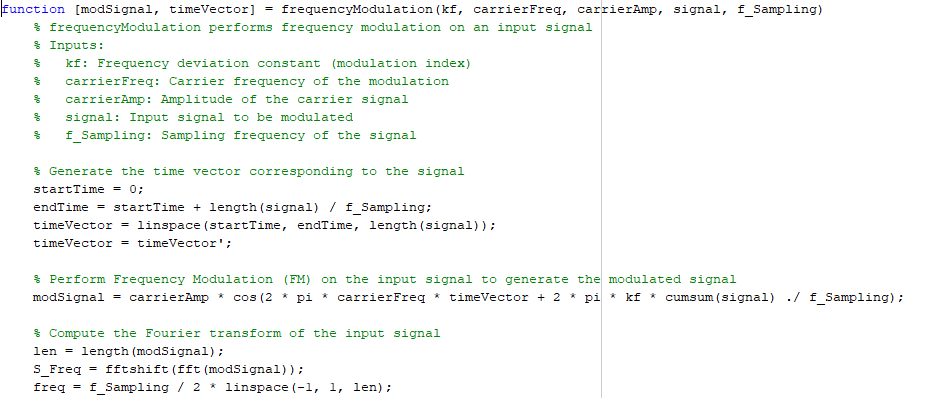 function [modSignal, timeVector] = frequencyModulation(kf, carrierFreq, carrierAmp, signal, f_Sampling)
% frequencyModulation performs frequency modulation on an input signal
% Inputs:
%   kf: Frequency deviation constant (modulation index)
%   carrierFreq: Carrier frequency of the modulation
%   carrierAmp: Amplitude of the carrier signal
%   signal: Input signal to be modulated
%   f_Sampling: Sampling frequency of the signal
% Generate the time vector corresponding to the signal
startTime = 0;
endTime = startTime + length(signal) / f_Sampling;
timeVector = linspace(startTime, endTime, length(signal));
timeVector = timeVector';
% Perform Frequency Modulation (FM) on the input signal to generate the modulated signal
modSignal = carrierAmp * cos(2 * pi * carrierFreq * timeVector + 2 * pi * kf * cumsum(signal) ./ f_Sampling);
% Compute the Fourier transform of the input signal
len = length(modSignal);
S_Freq = fftshift(fft(modSignal));
freq = f_Sampling / 2 * linspace(-1, 1, len);